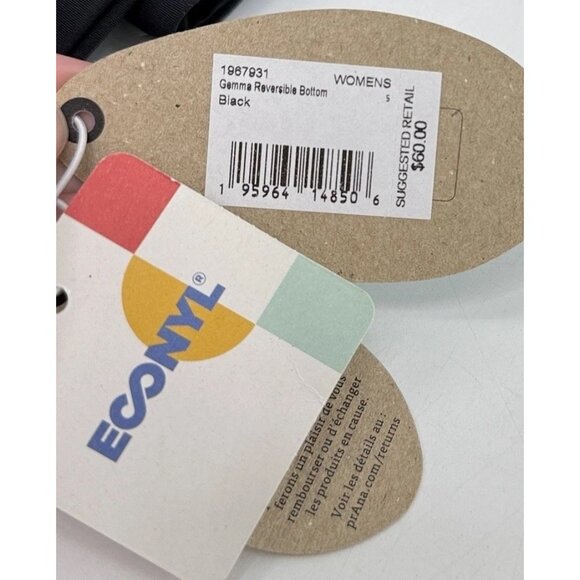 1967931
WOMENS
Gemma Reversible Bottom
S
Black
1 95964 14850 6
SUGGESTED RETAIL
$60.00
ECONYL®
ferons un plaisir de vous
rembourser ou d'échanger
les produits en cause.
Voir les détails au :
prAna.com/returns